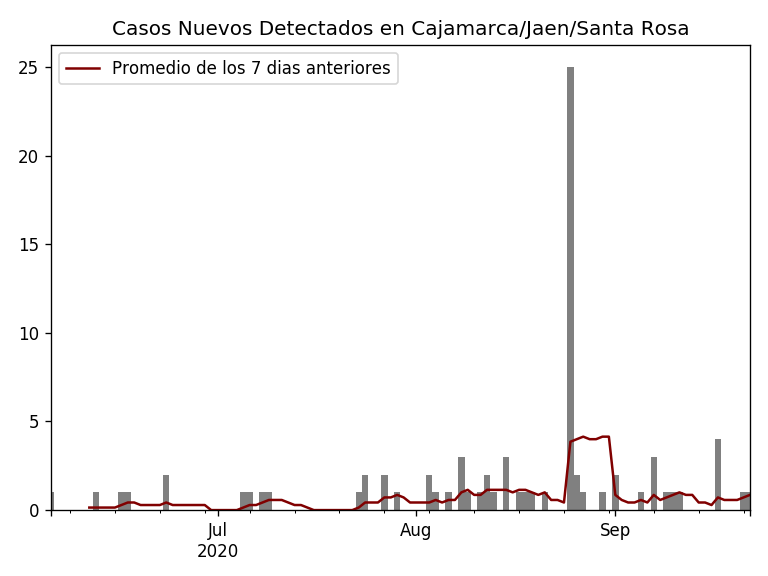 Casos Nuevos Detectados en Cajamarca/Jaen/Santa Rosa
Promedio de los 7 dias anteriores
25
20
15
10
5
0
Jul
2020
Aug
Sep